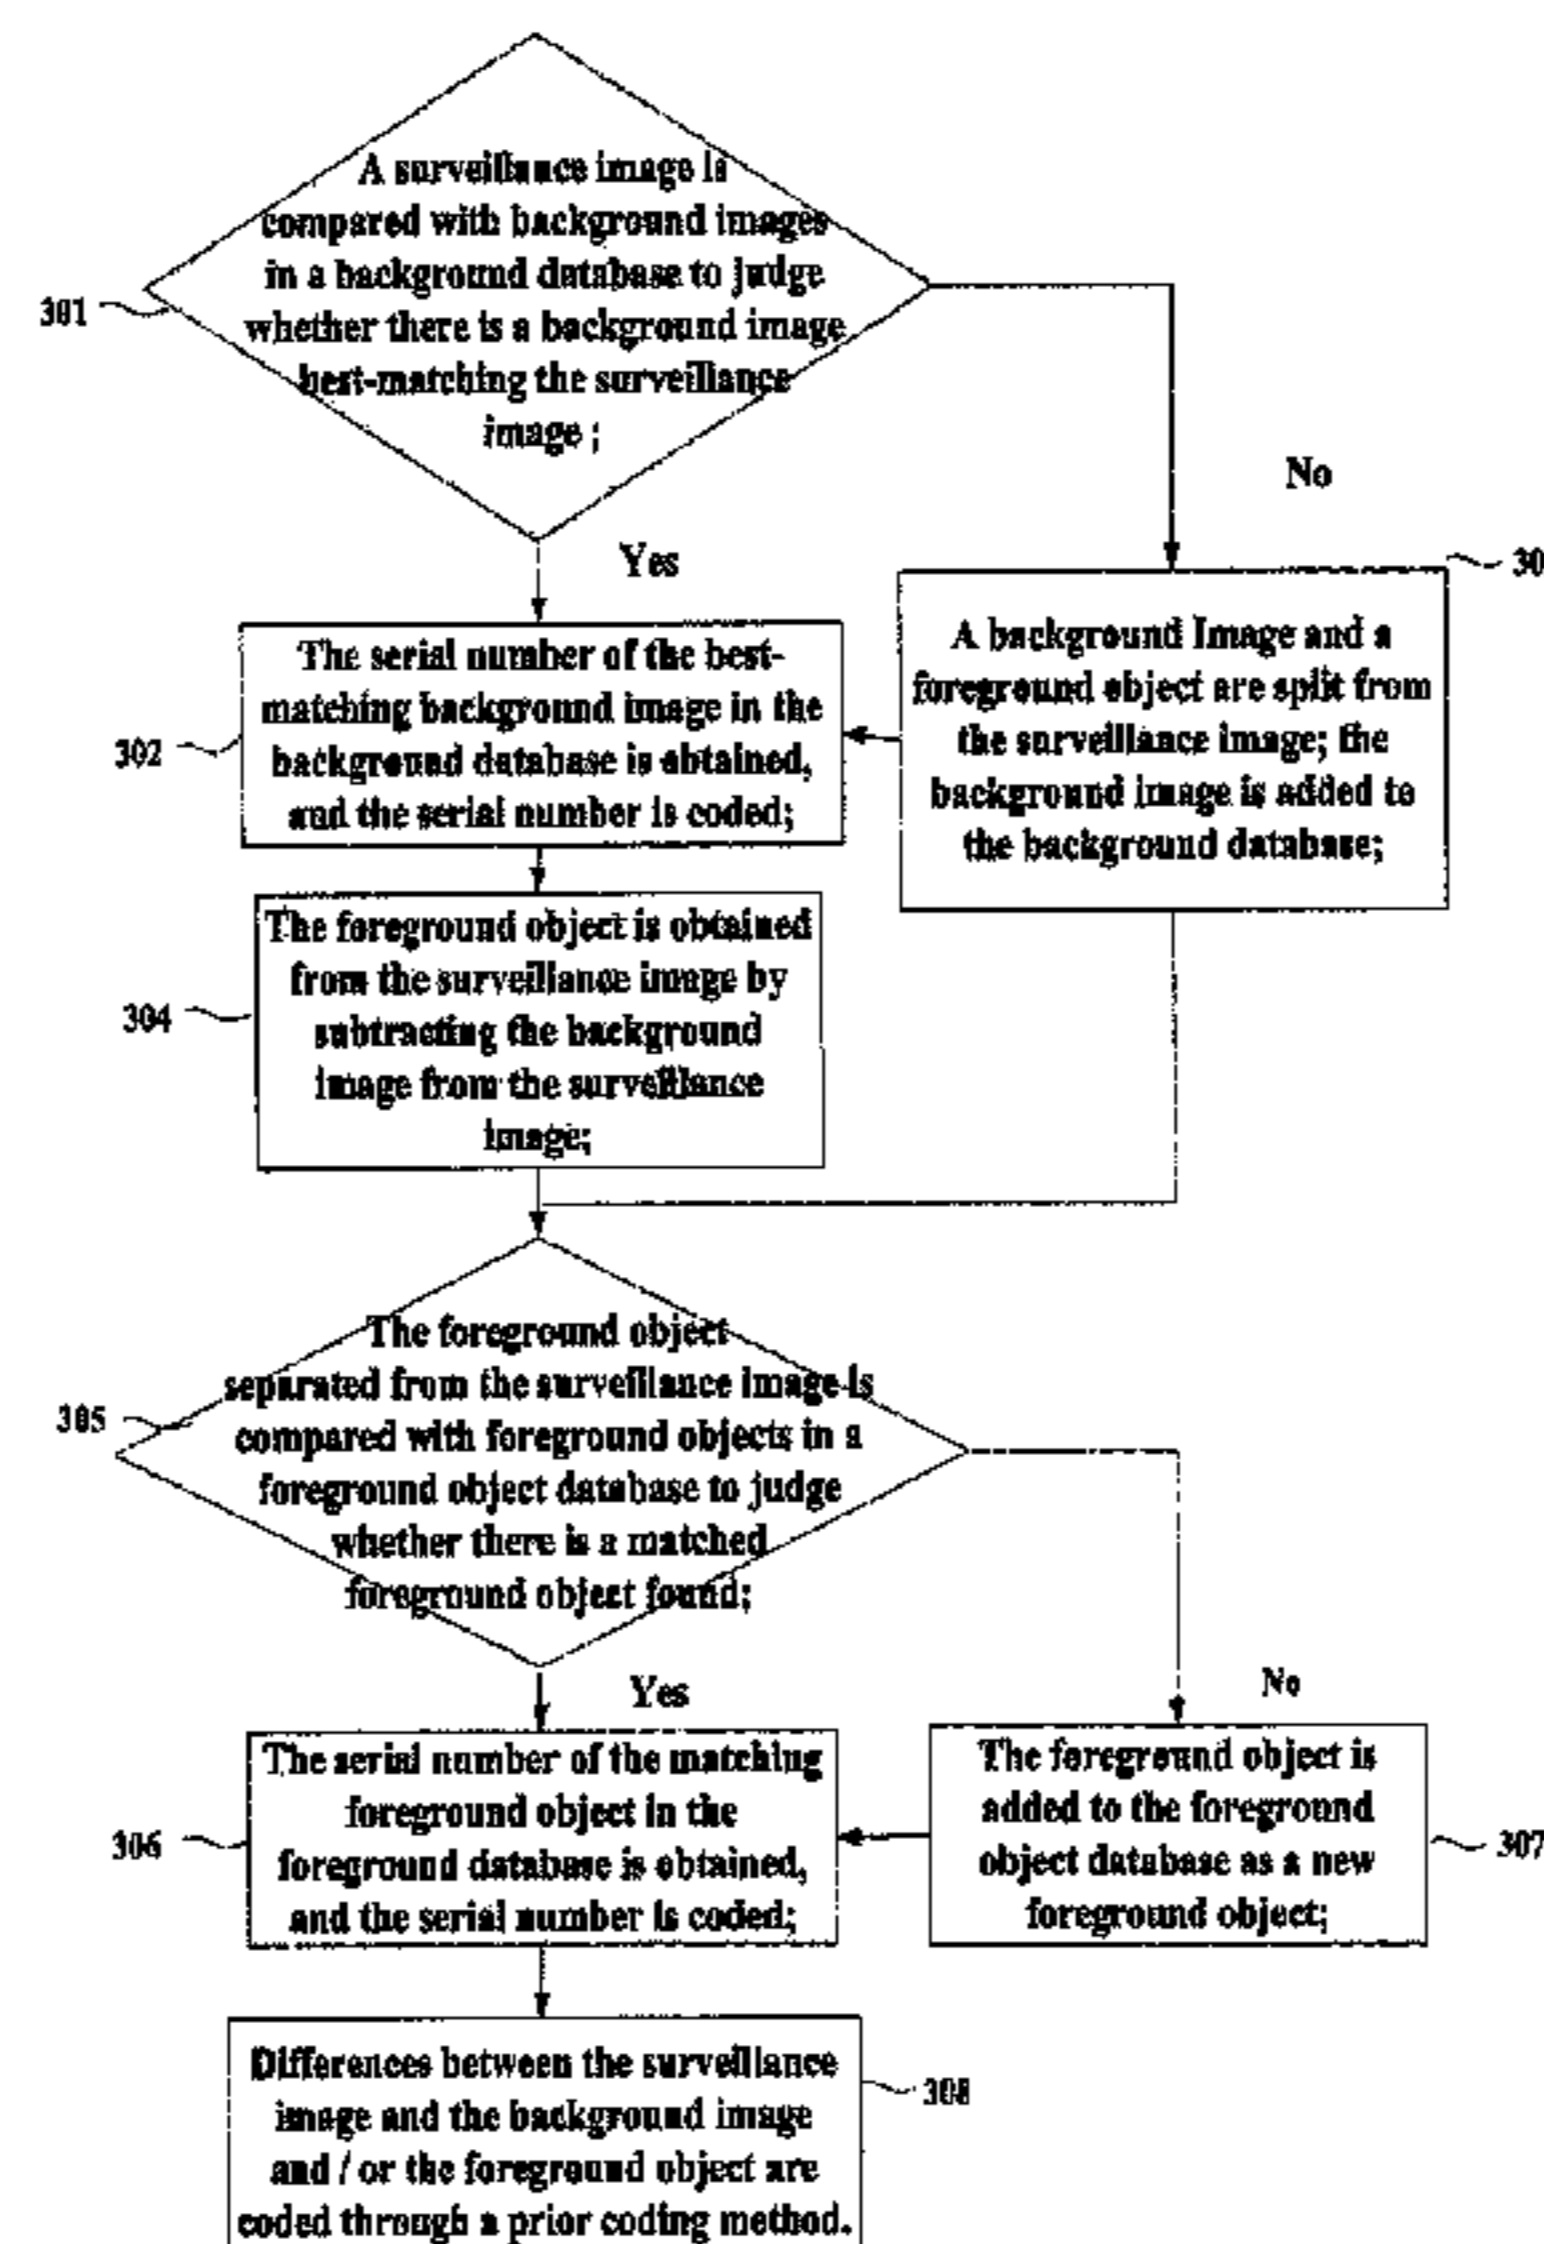 A surveillance image is
compared with background images
in a background database to judge
whether there is a background image
best-matching the surveillance
image ;
301
No
Yes
30
A background Image and a
foreground object are split from
the surveillance image; the
background image is added to
the background database;
The serial number of the best-
matching background image in the
background database is obtained,
and the serial number is coded;
302
The foreground object is obtained
from the surveillance image by
subtracting the background
image from the surveillance
image;
304
The foreground object
separated from the surveillance image is
compared with foreground objects in a
foreground object database to judge
whether there is a matched
foreground object found;
305
Yes
No
The serial number of the matching
foreground object in the
foreground database is obtained,
and the serial number is coded;
306
The foreground object is
added to the foreground
object database as a new
foreground object;
307
Differences between the surveillance
image and the background image
and / or the foreground object are
coded through a prior coding method.
308